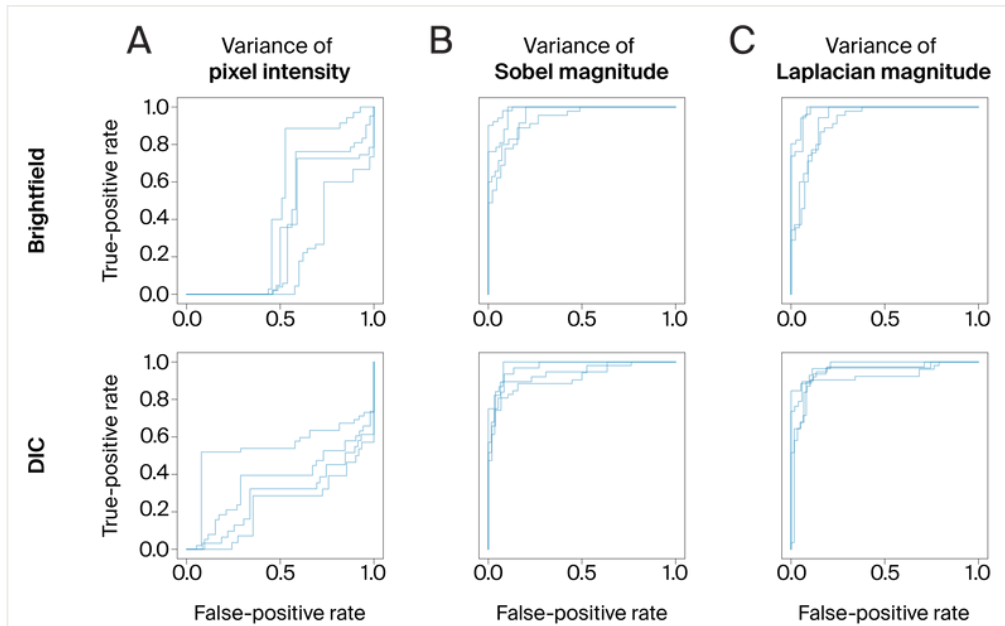 A
Variance of
pixel intensity
B
Variance of
Sobel magnitude
C
Variance of
Laplacian magnitude
Brightfield
True-positive rate
1.0
0.8
0.6
0.4
0.2
0.0
0.0 0.5 1.0
0.0 0.5 1.0
0.0 0.5 1.0
DIC
True-positive rate
1.0
0.8
0.6
0.4
0.2
0.0
0.0 0.5 1.0
0.0 0.5 1.0
0.0 0.5 1.0
False-positive rate
False-positive rate
False-positive rate